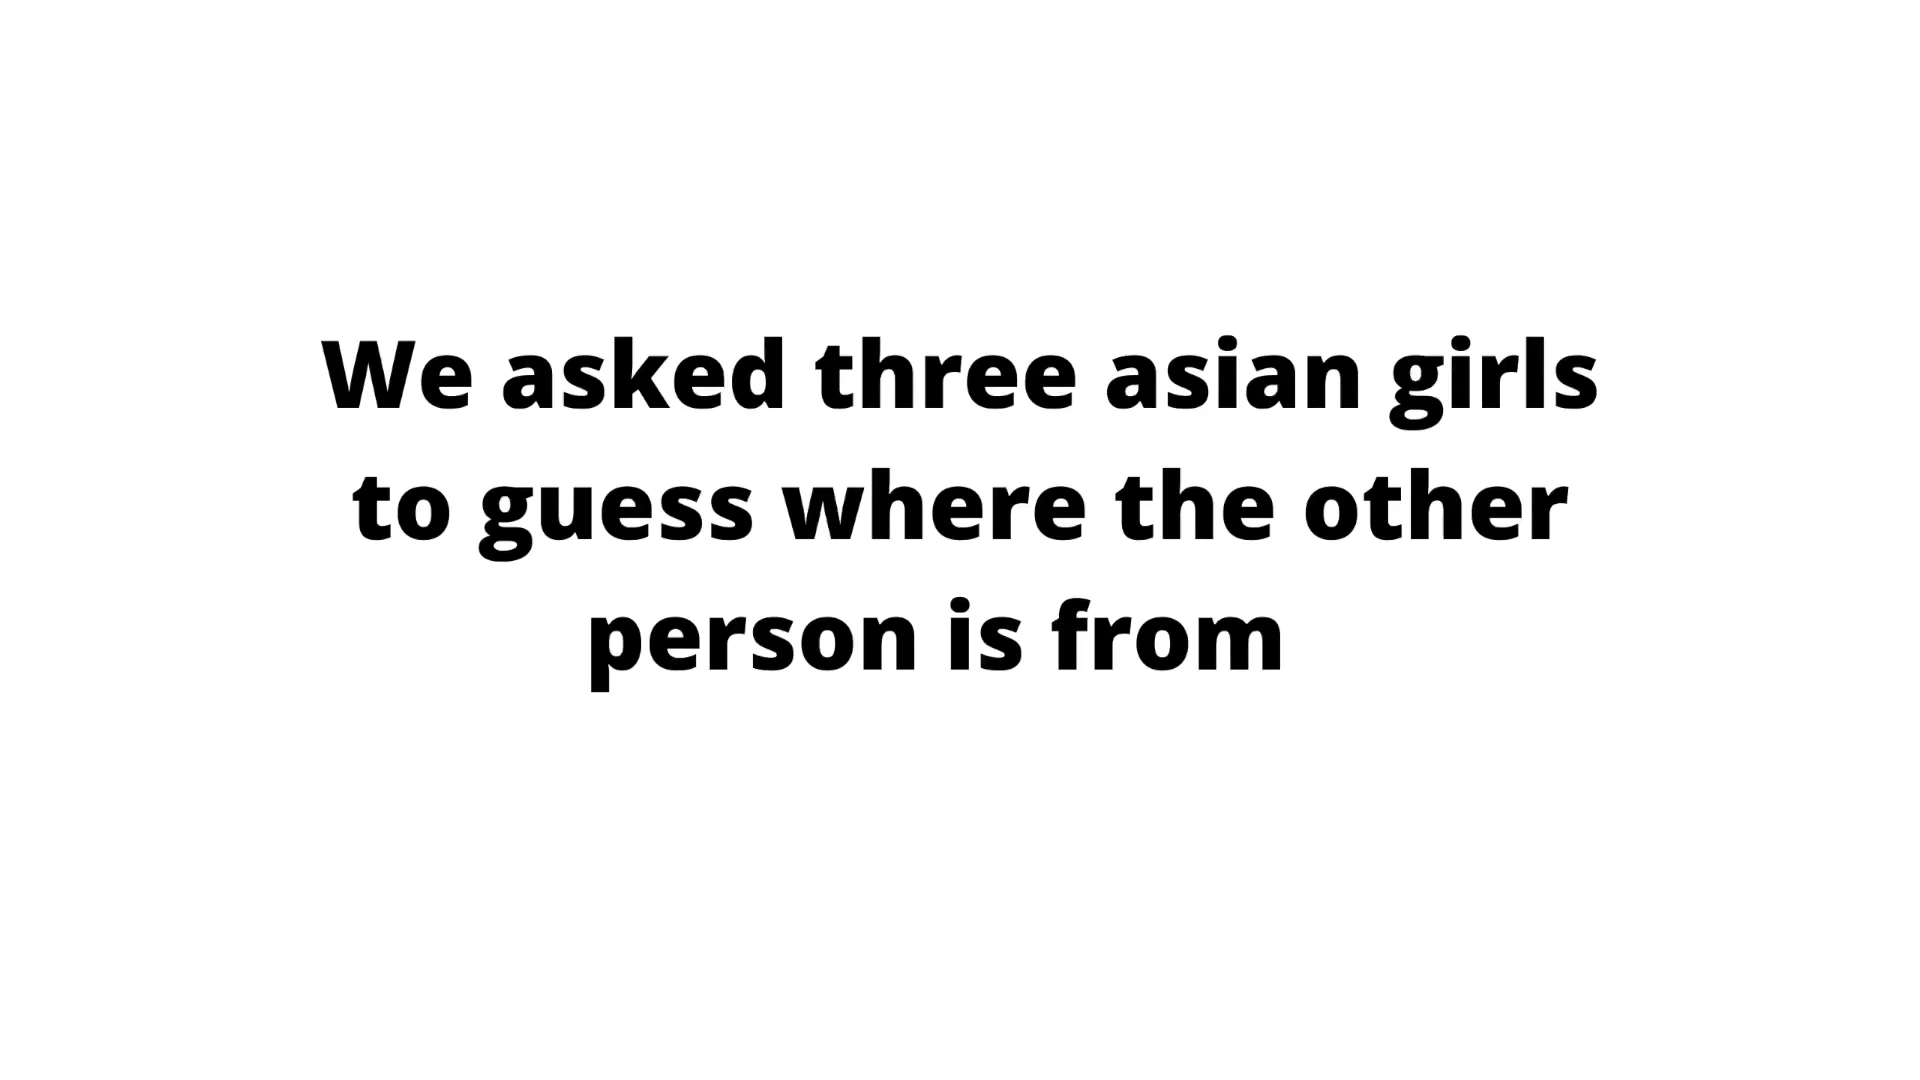 We asked three asian girls
to guess where the other
person is from